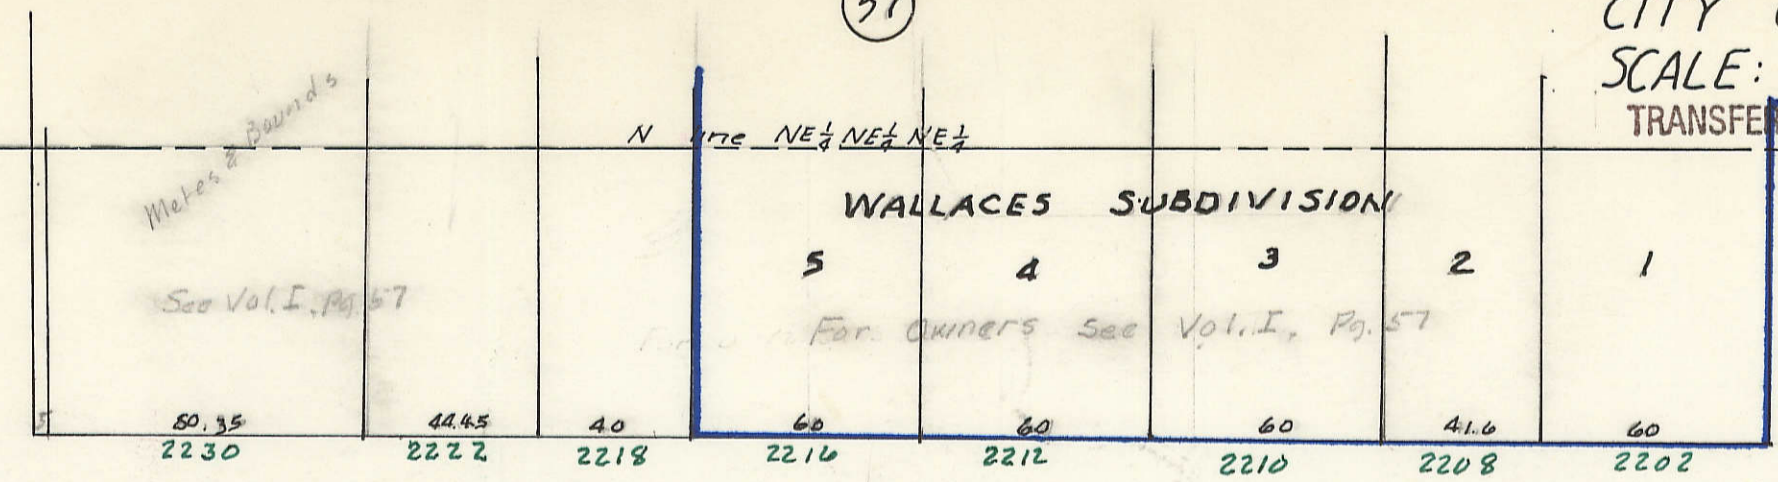 CITY
SCALE:
TRANSFER
Metes & Bounds
N line NE¼ NE¼ NE¼
WALLACES SUBDIVISION
5 4 3 2 1
See Vol. I, Pg. 57
For Owners See Vol. I, Pg. 57
5 80.35 44.45 40 60 60 60 41.6 60
2230 2222 2218 2216 2212 2210 2208 2202